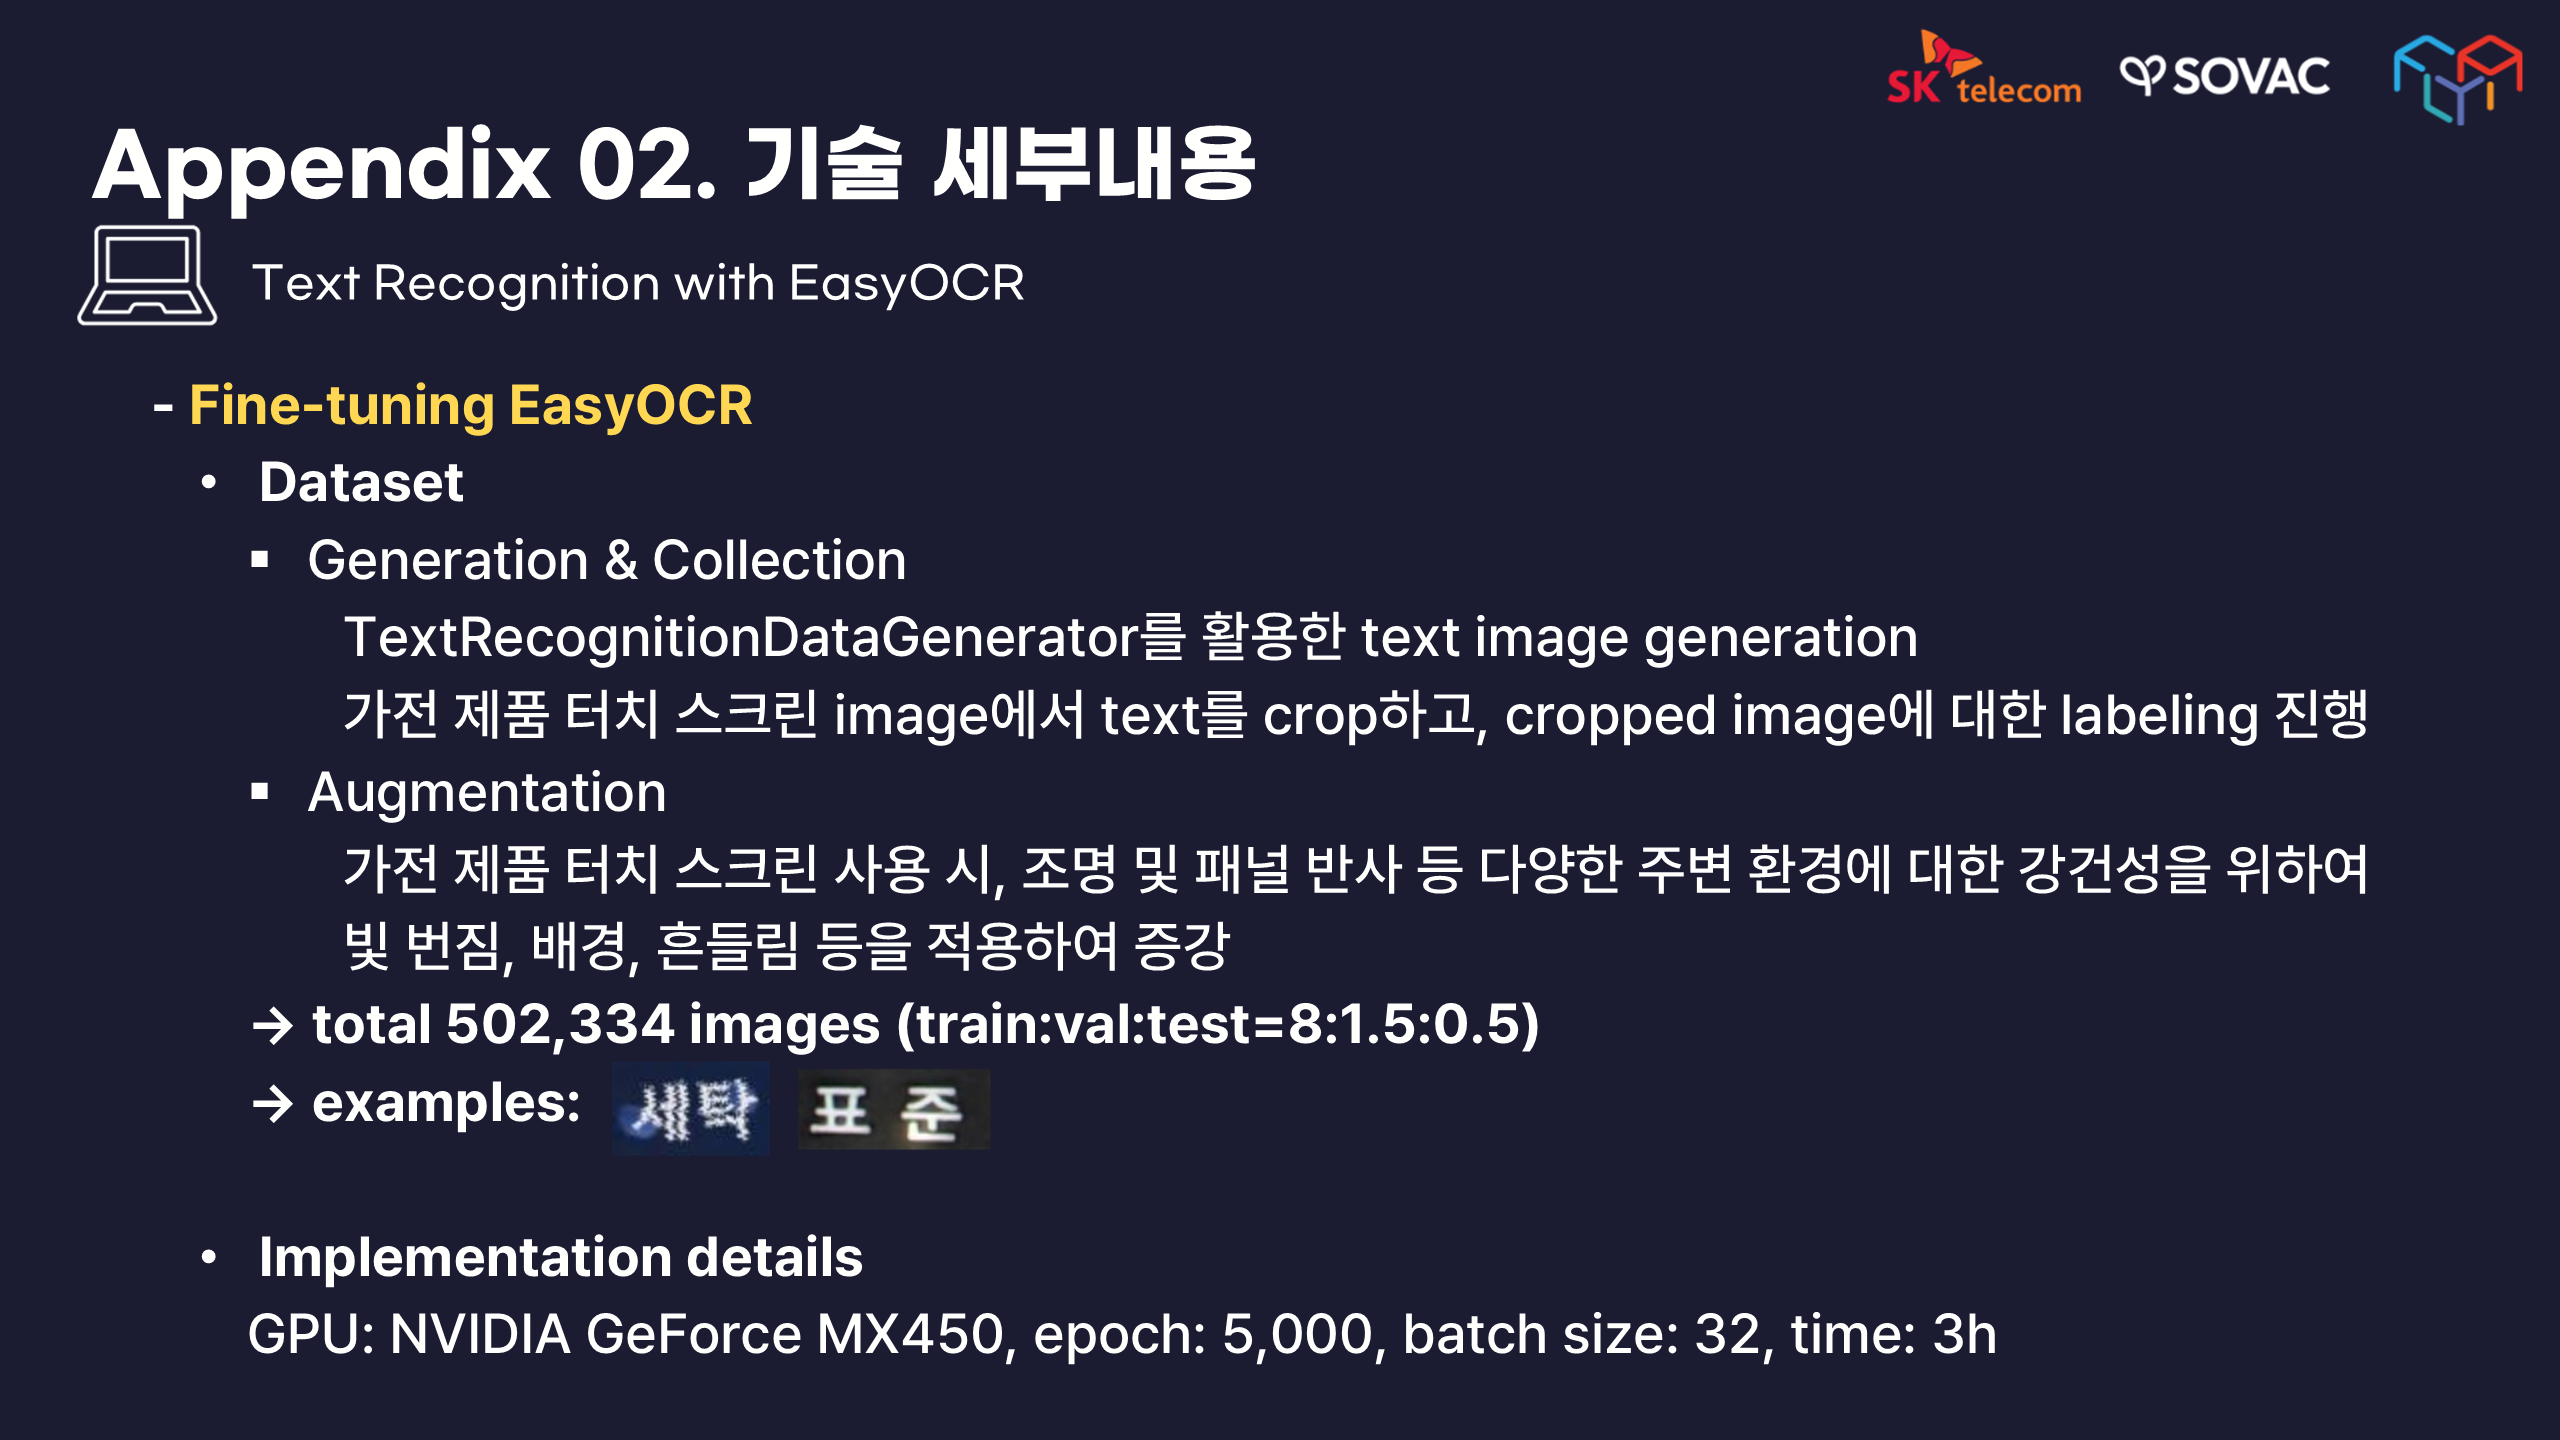 SK telecom
SOVAC
Appendix 02. 기술 세부내용
Text Recognition with EasyOCR
- Fine-tuning EasyOCR
• Dataset
▪ Generation & Collection
TextRecognitionDataGenerator를 활용한 text image generation
가전 제품 터치 스크린 image에서 text를 crop하고, cropped image에 대한 labeling 진행
▪ Augmentation
가전 제품 터치 스크린 사용 시, 조명 및 패널 반사 등 다양한 주변 환경에 대한 강건성을 위하여
빛 번짐, 배경, 흔들림 등을 적용하여 증강
→ total 502,334 images (train:val:test=8:1.5:0.5)
→ examples: 세탁 표 준
• Implementation details
GPU: NVIDIA GeForce MX450, epoch: 5,000, batch size: 32, time: 3h